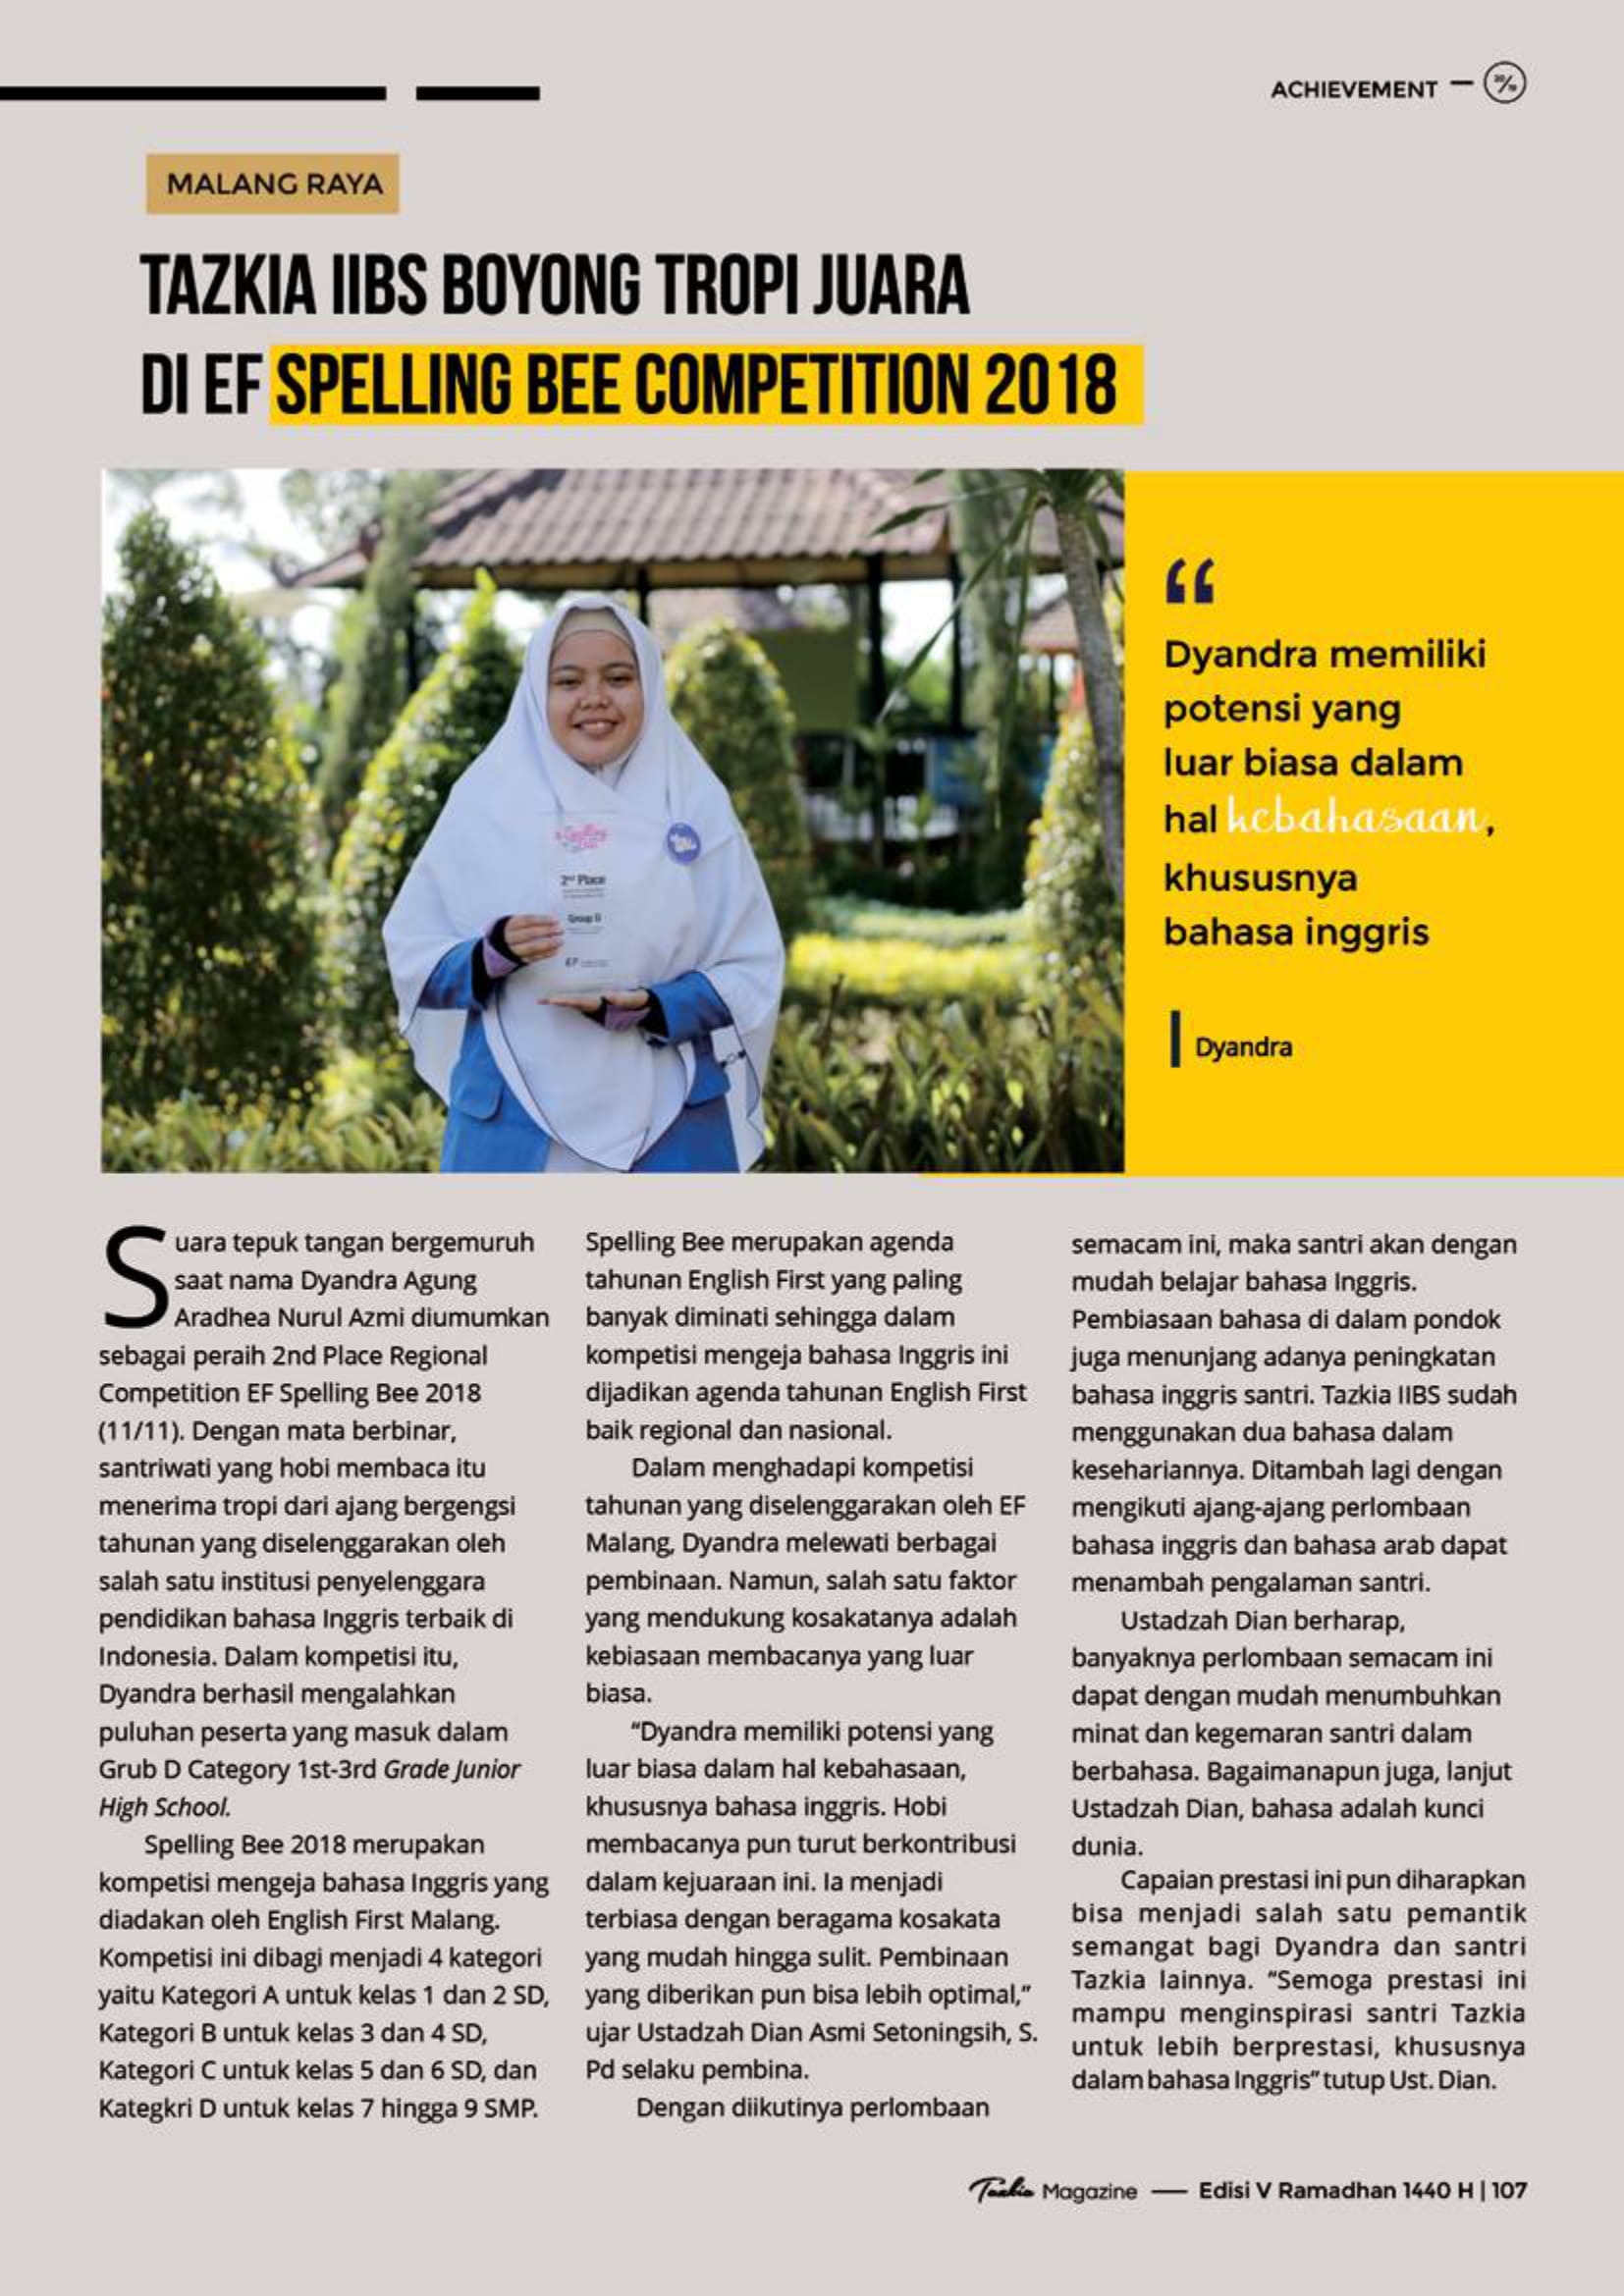 ACHIEVEMENT
MALANG RAYA
TAZKIA IIBS BOYONG TROPI JUARA
DI EF SPELLING BEE COMPETITION 2018
2nd Place
EF
“
Dyandra memiliki
potensi yang
luar biasa dalam
hal kebahasaan,
khususnya
bahasa inggris
Dyandra
Suara tepuk tangan bergemuruh
saat nama Dyandra Agung
Aradhea Nurul Azmi diumumkan
sebagai peraih 2nd Place Regional
Competition EF Spelling Bee 2018
(11/11). Dengan mata berbinar,
santriwati yang hobi membaca itu
menerima tropi dari ajang bergengsi
tahunan yang diselenggarakan oleh
salah satu institusi penyelenggara
pendidikan bahasa Inggris terbaik di
Indonesia. Dalam kompetisi itu,
Dyandra berhasil mengalahkan
puluhan peserta yang masuk dalam
Grub D Category 1st-3rd Grade Junior
High School.
Spelling Bee 2018 merupakan
kompetisi mengeja bahasa Inggris yang
diadakan oleh English First Malang.
Kompetisi ini dibagi menjadi 4 kategori
yaitu Kategori A untuk kelas 1 dan 2 SD,
Kategori B untuk kelas 3 dan 4 SD,
Kategori C untuk kelas 5 dan 6 SD, dan
Kategkri D untuk kelas 7 hingga 9 SMP.
Spelling Bee merupakan agenda
tahunan English First yang paling
banyak diminati sehingga dalam
kompetisi mengeja bahasa Inggris ini
dijadikan agenda tahunan English First
baik regional dan nasional.
Dalam menghadapi kompetisi
tahunan yang diselenggarakan oleh EF
Malang, Dyandra melewati berbagai
pembinaan. Namun, salah satu faktor
yang mendukung kosakatanya adalah
kebiasaan membacanya yang luar
biasa.
“Dyandra memiliki potensi yang
luar biasa dalam hal kebahasaan,
khususnya bahasa inggris. Hobi
membacanya pun turut berkontribusi
dalam kejuaraan ini. Ia menjadi
terbiasa dengan beragama kosakata
yang mudah hingga sulit. Pembinaan
yang diberikan pun bisa lebih optimal,”
ujar Ustadzah Dian Asmi Setoningsih, S.
Pd selaku pembina.
Dengan diikutinya perlombaan
semacam ini, maka santri akan dengan
mudah belajar bahasa Inggris.
Pembiasaan bahasa di dalam pondok
juga menunjang adanya peningkatan
bahasa inggris santri. Tazkia IIBS sudah
menggunakan dua bahasa dalam
kesehariannya. Ditambah lagi dengan
mengikuti ajang-ajang perlombaan
bahasa inggris dan bahasa arab dapat
menambah pengalaman santri.
Ustadzah Dian berharap,
banyaknya perlombaan semacam ini
dapat dengan mudah menumbuhkan
minat dan kegemaran santri dalam
berbahasa. Bagaimanapun juga, lanjut
Ustadzah Dian, bahasa adalah kunci
dunia.
Capaian prestasi ini pun diharapkan
bisa menjadi salah satu pemantik
semangat bagi Dyandra dan santri
Tazkia lainnya. “Semoga prestasi ini
mampu menginspirasi santri Tazkia
untuk lebih berprestasi, khususnya
dalam bahasa Inggris” tutup Ust. Dian.
Tazkia Magazine — Edisi V Ramadhan 1440 H | 107